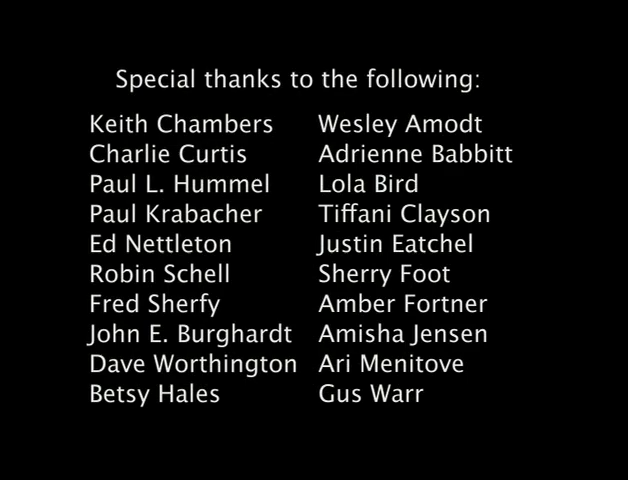 Special thanks to the following:
Keith Chambers
Charlie Curtis
Paul L. Hummel
Paul Krabacher
Ed Nettleton
Robin Schell
Fred Sherfy
John E. Burghardt
Dave Worthington
Betsy Hales
Wesley Amodt
Adrienne Babbitt
Lola Bird
Tiffani Clayson
Justin Eatchel
Sherry Foot
Amber Fortner
Amisha Jensen
Ari Menitove
Gus Warr